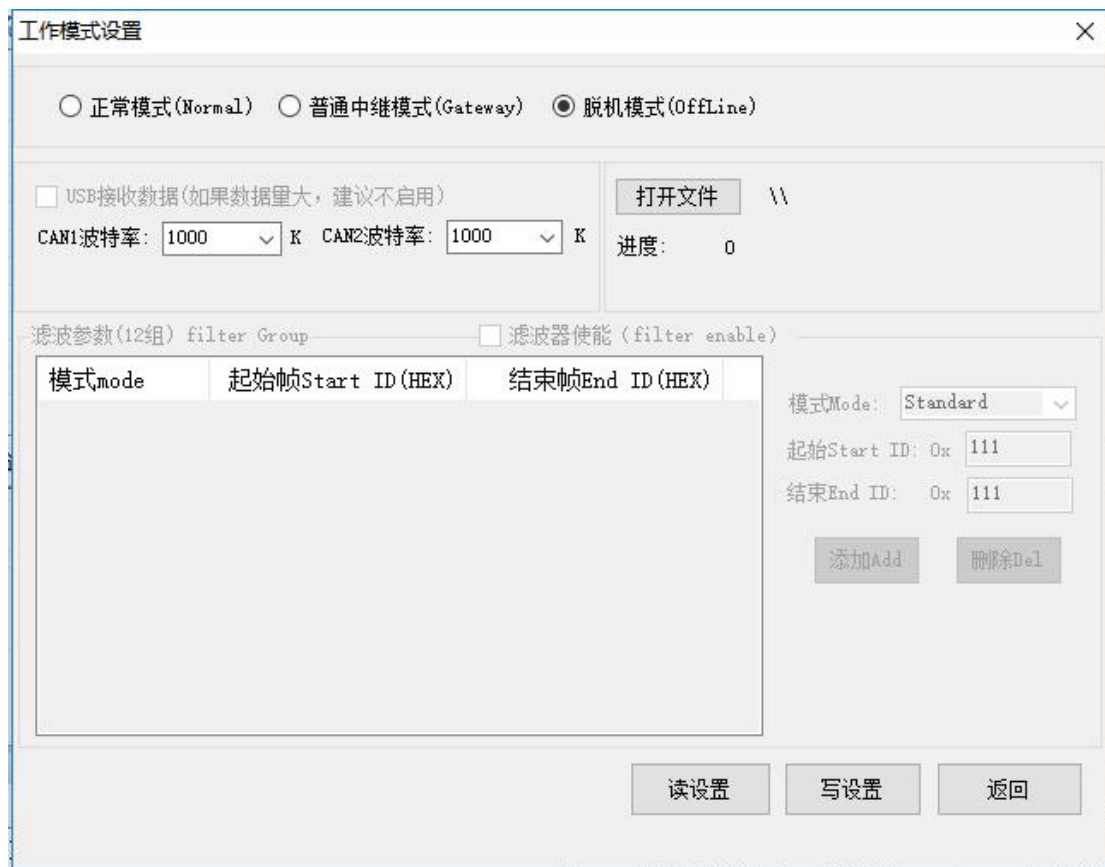 工作模式设置
正常模式(Normal) 普通中继模式(Gateway) 脱机模式(OffLine)
USB接收数据(如果数据量大，建议不启用)
CAN1波特率: 1000 K CAN2波特率: 1000 K
打开文件 \\
进度: 0
滤波参数(12组) filter Group 滤波器使能 (filter enable)
模式mode 起始帧Start ID(HEX) 结束帧End ID(HEX)
模式Mode: Standard
起始Start ID: 0x 111
结束End ID: 0x 111
添加Add 删除Del
读设置 写设置 返回